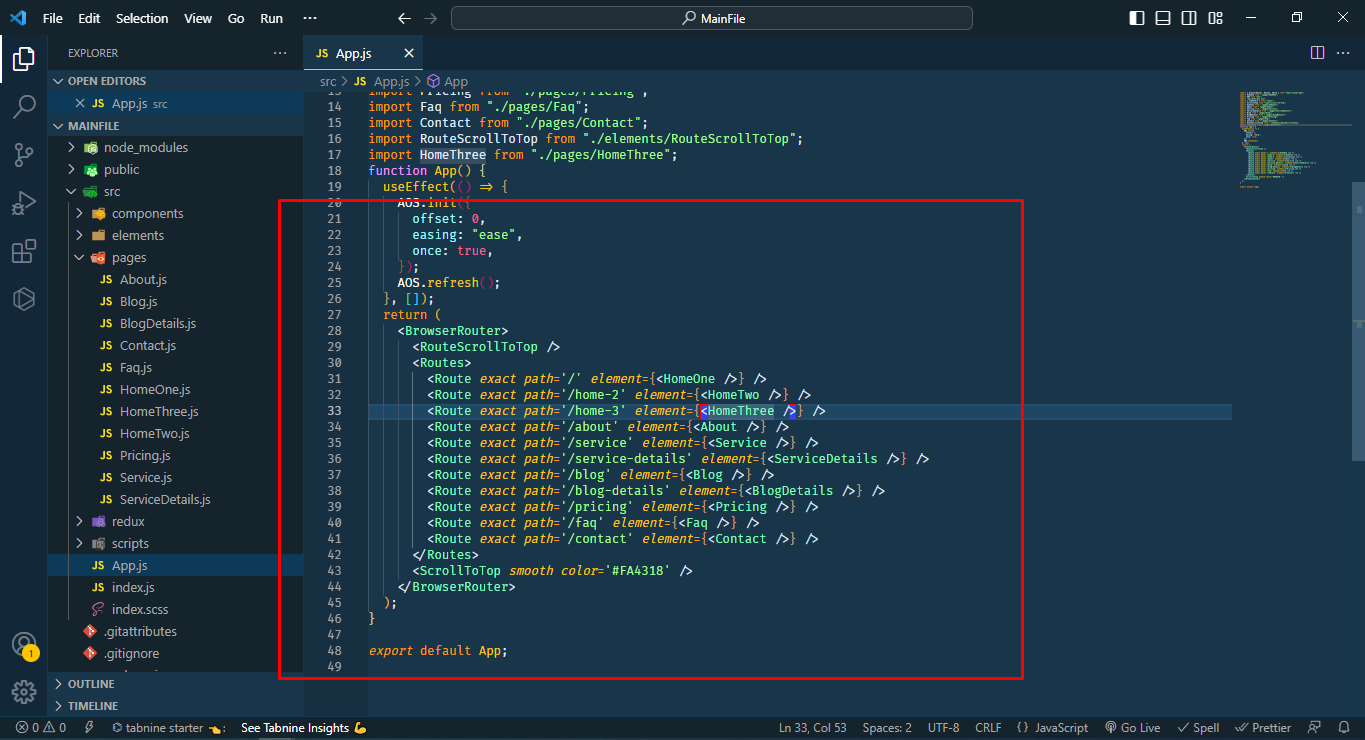 File Edit Selection View Go Run ··· MainFile
EXPLORER ···
JS App.js
OPEN EDITORS
JS App.js src
MAINFILE
node_modules
public
src
components
elements
pages
JS About.js
JS Blog.js
JS BlogDetails.js
JS Contact.js
JS Faq.js
JS HomeOne.js
JS HomeThree.js
JS HomeTwo.js
JS Pricing.js
JS Service.js
JS ServiceDetails.js
redux
scripts
JS App.js
JS index.js
index.scss
.gitattributes
.gitignore
OUTLINE
TIMELINE
src > JS App.js > App
13 import Pricing from "./pages/Pricing";
14 import Faq from "./pages/Faq";
15 import Contact from "./pages/Contact";
16 import RouteScrollToTop from "./elements/RouteScrollToTop";
17 import HomeThree from "./pages/HomeThree";
18 function App() {
19 useEffect(() => {
20 AOS.init({
21 offset: 0,
22 easing: "ease",
23 once: true,
24 });
25 AOS.refresh();
26 }, []);
27 return (
28 <BrowserRouter>
29 <RouteScrollToTop />
30 <Routes>
31 <Route exact path='/' element={<HomeOne />} />
32 <Route exact path='/home-2' element={<HomeTwo />} />
33 <Route exact path='/home-3' element={<HomeThree />} />
34 <Route exact path='/about' element={<About />} />
35 <Route exact path='/service' element={<Service />} />
36 <Route exact path='/service-details' element={<ServiceDetails />} />
37 <Route exact path='/blog' element={<Blog />} />
38 <Route exact path='/blog-details' element={<BlogDetails />} />
39 <Route exact path='/pricing' element={<Pricing />} />
40 <Route exact path='/faq' element={<Faq />} />
41 <Route exact path='/contact' element={<Contact />} />
42 </Routes>
43 <ScrollToTop smooth color='#FA4318' />
44 </BrowserRouter>
45 );
46 }
47
48 export default App;
49
1
0 0 tabnine starter 👈: See Tabnine Insights 💪 Ln 33, Col 53 Spaces: 2 UTF-8 CRLF {} JavaScript Go Live Spell Prettier